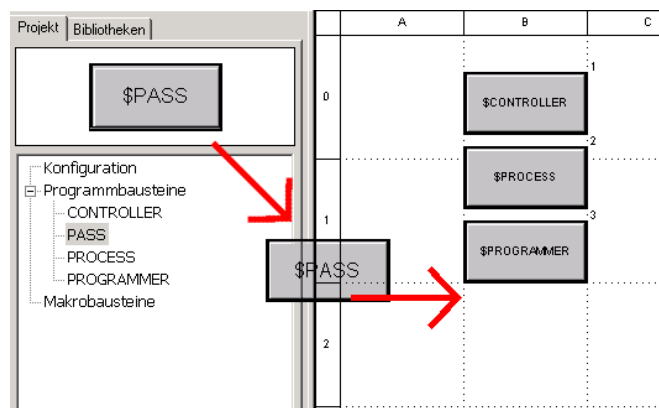 Projekt Bibliotheken
$PASS
Konfiguration
Programmbausteine
CONTROLLER
PASS
PROCESS
PROGRAMMER
Makrobausteine
$PASS
A B C
0
1
2
1
$CONTROLLER
2
$PROCESS
3
$PROGRAMMER